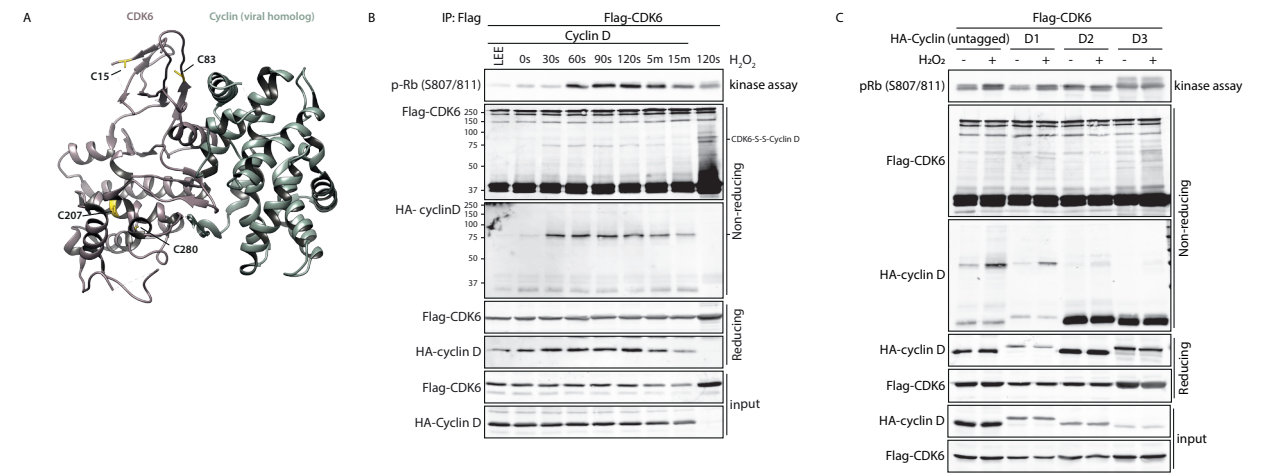 A
CDK6
Cyclin (viral homolog)
C15
C83
C207
C280
B
IP: Flag
Flag-CDK6
Cyclin D
LEE
0s 30s 60s 90s 120s 5m 15m 120s H₂O₂
p-Rb (S807/811)
kinase assay
Flag-CDK6
250
150
100
75
50
37
CDK6-S-S-Cyclin D
HA- cyclinD
250
150
100
75
50
37
Non-reducing
Flag-CDK6
HA-cyclin D
Reducing
Flag-CDK6
HA-Cyclin D
input
C
Flag-CDK6
HA-Cyclin (untagged) D1 D2 D3
H₂O₂ - + - + - + - +
pRb (S807/811)
kinase assay
Flag-CDK6
HA-cyclin D
Non-reducing
HA-cyclin D
Flag-CDK6
Reducing
HA-cyclin D
Flag-CDK6
input